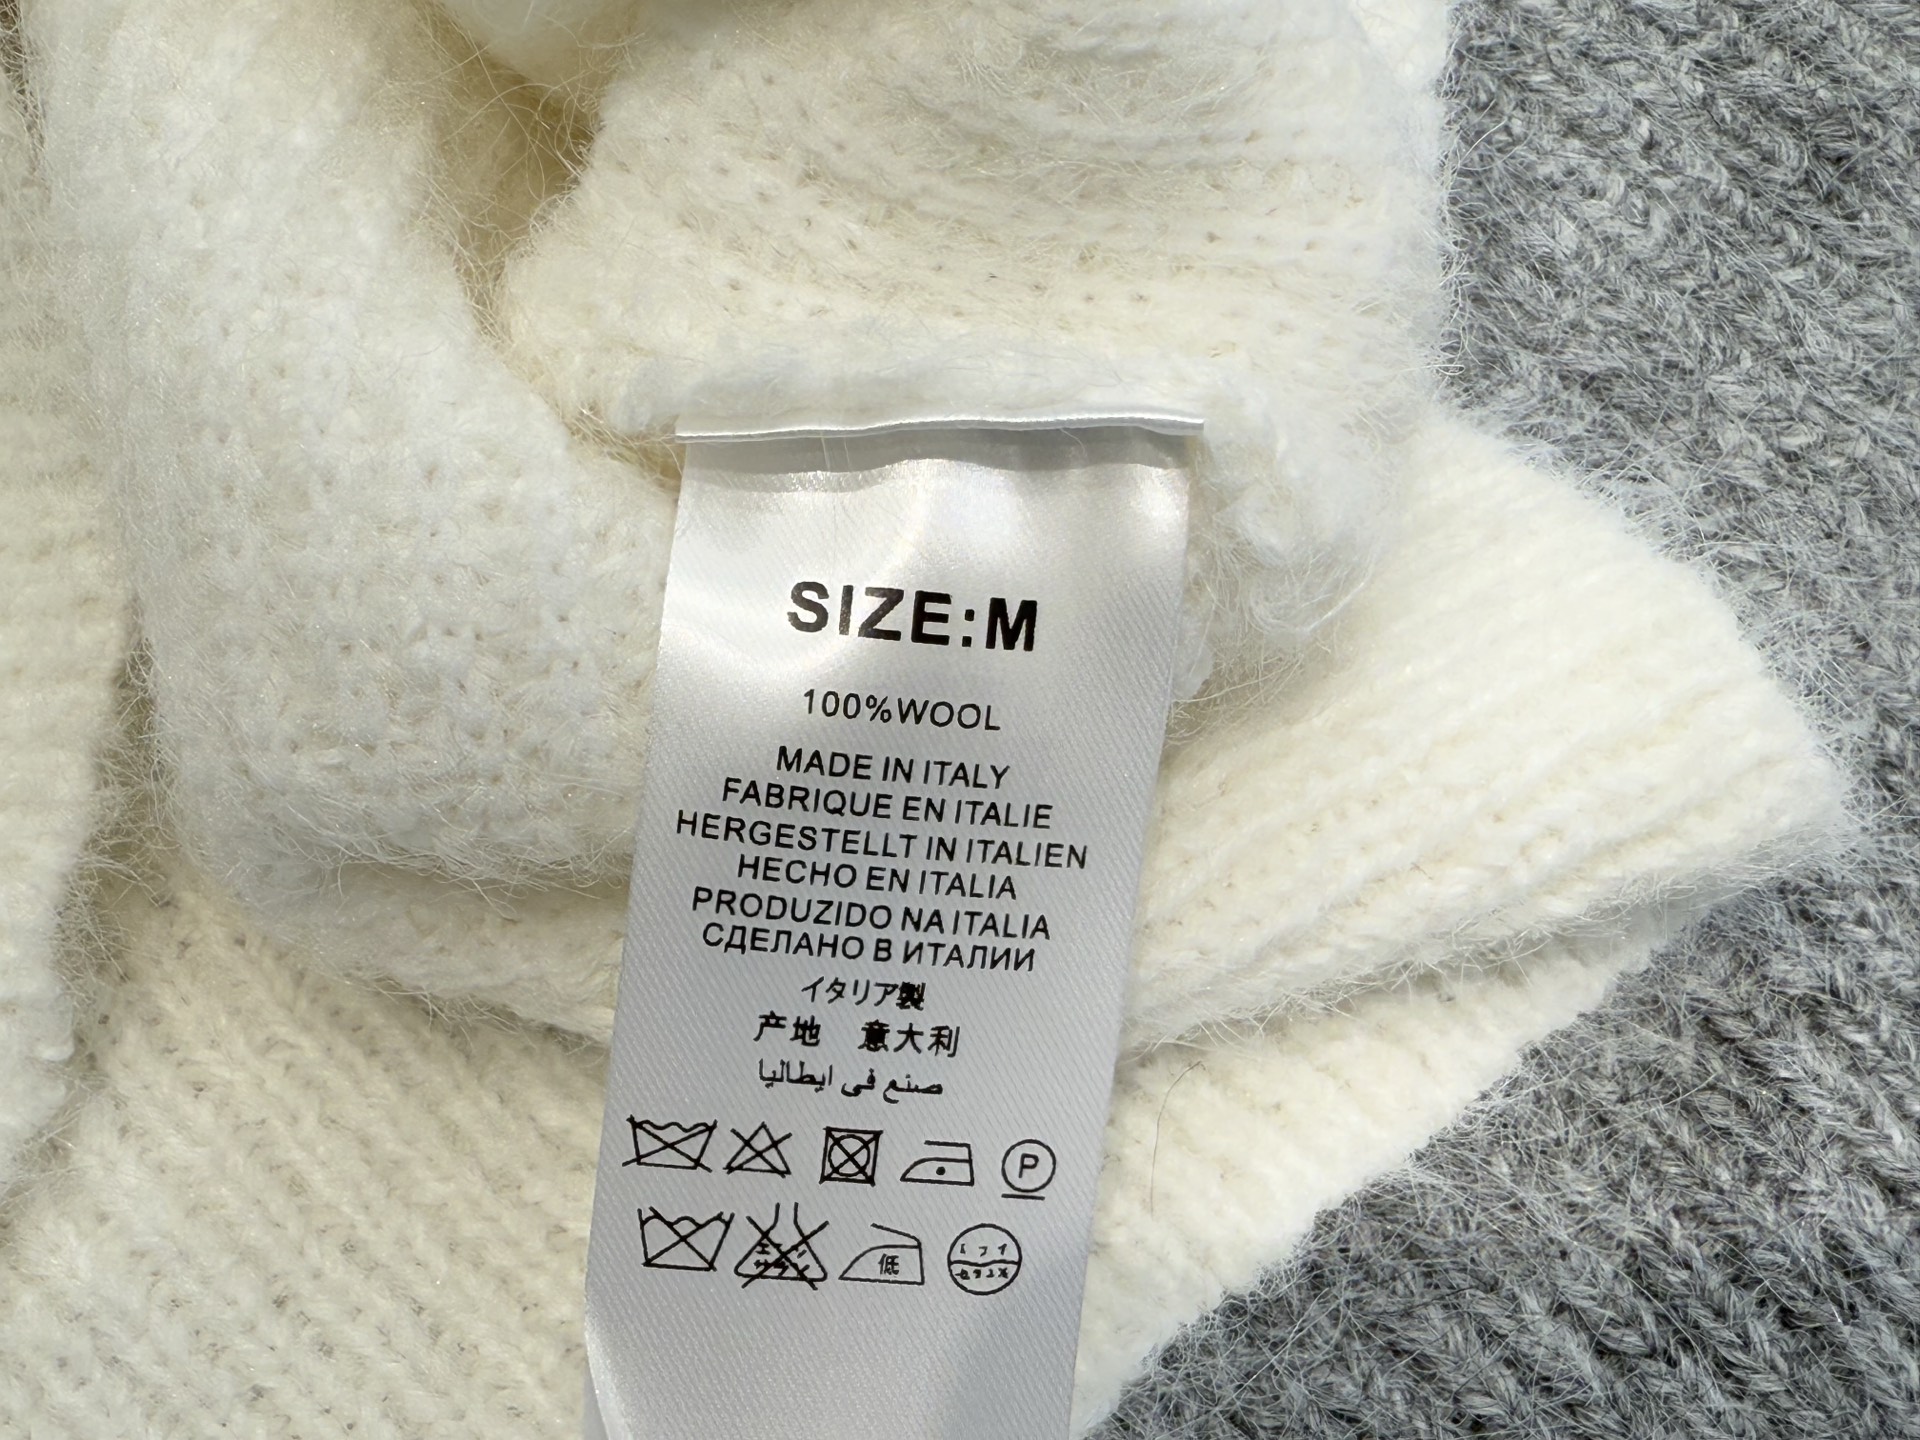 SIZE:M
100%WOOL
MADE IN ITALY
FABRIQUE EN ITALIE
HERGESTELLT IN ITALIEN
HECHO EN ITALIA
PRODUZIDO NA ITALIA
СДЕЛАНО В ИТАЛИИ
イタリア製
产地 意大利
صنع في ايطاليا
P
低